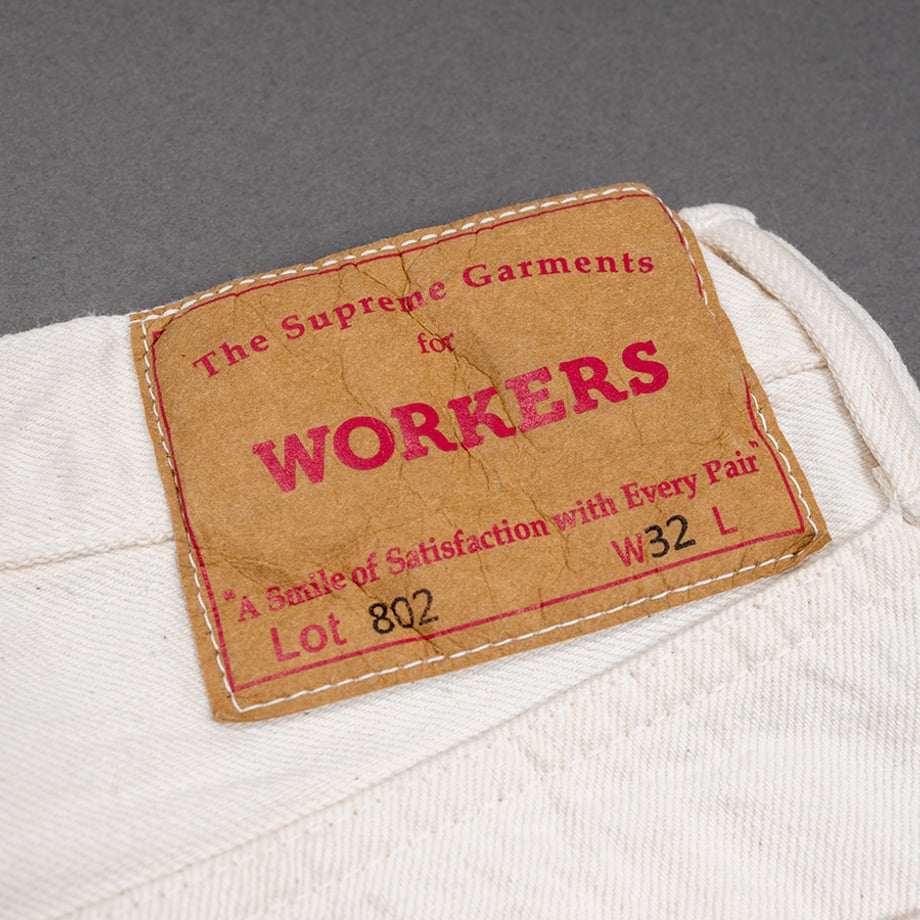 The Supreme Garments
for
WORKERS
"A Smile of Satisfaction with Every Pair"
Lot 802 W32 L